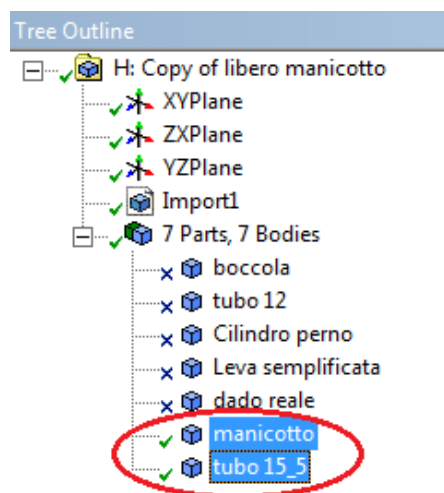 Tree Outline
H: Copy of libero manicotto
XYPlane
ZXPlane
YZPlane
Import1
7 Parts, 7 Bodies
boccola
tubo 12
Cilindro perno
Leva semplificata
dado reale
manicotto
tubo 15_5